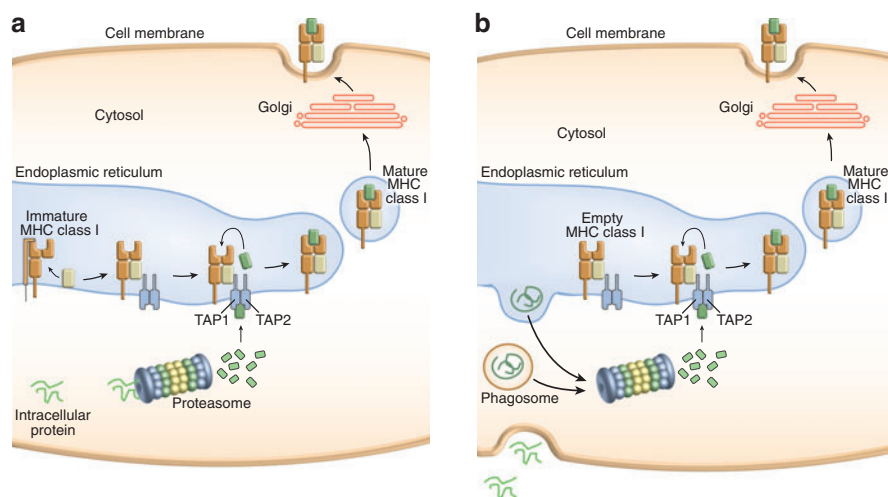 a
Cell membrane
Golgi
Cytosol
Endoplasmic reticulum
Mature
MHC
class I
Immature
MHC class I
TAP1
TAP2
Proteasome
Intracellular
protein
b
Cell membrane
Golgi
Cytosol
Endoplasmic reticulum
Mature
MHC
class I
Empty
MHC class I
TAP1
TAP2
Phagosome